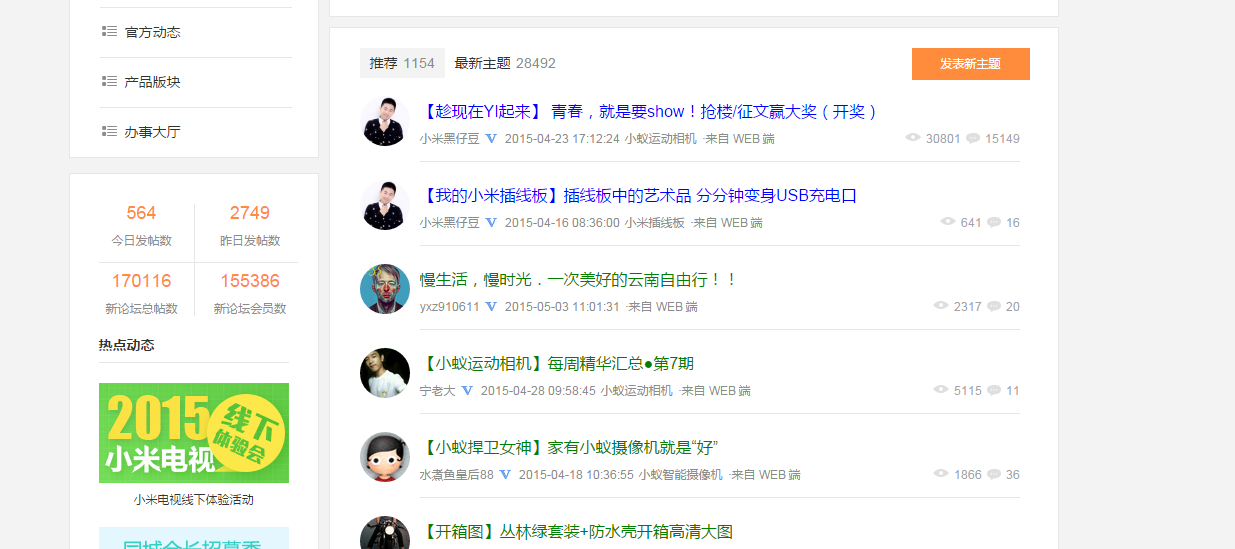 官方动态
产品版块
办事大厅
564 2749
今日发帖数 昨日发帖数
170116 155386
新论坛总帖数 新论坛会员数
热点动态
2015
线下
体验会
小米电视
小米电视线下体验活动
同城会长招募季
推荐 1154 最新主题 28492
发表新主题
【趁现在YI起来】 青春，就是要show！抢楼/征文赢大奖（开奖）
小米黑仔豆 V 2015-04-23 17:12:24 小蚁运动相机 ·来自 WEB 端 30801 15149
【我的小米插线板】插线板中的艺术品 分分钟变身USB充电口
小米黑仔豆 V 2015-04-16 08:36:00 小米插线板 ·来自 WEB 端 641 16
慢生活，慢时光．一次美好的云南自由行！！
yxz910611 V 2015-05-03 11:01:31 ·来自 WEB 端 2317 20
【小蚁运动相机】每周精华汇总●第7期
宁老大 V 2015-04-28 09:58:45 小蚁运动相机 ·来自 WEB 端 5115 11
【小蚁捍卫女神】家有小蚁摄像机就是“好”
水煮鱼皇后88 V 2015-04-18 10:36:55 小蚁智能摄像机 ·来自 WEB 端 1866 36
【开箱图】丛林绿套装+防水壳开箱高清大图